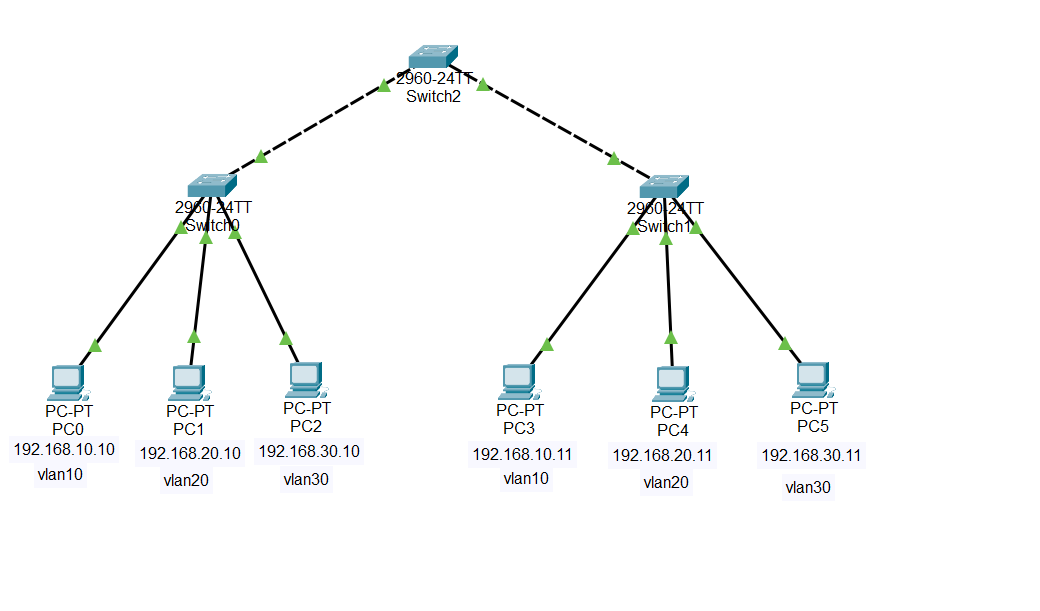 2960-24TT
Switch2
2960-24TT
Switch0
2960-24TT
Switch1
PC-PT
PC0
192.168.10.10
vlan10
PC-PT
PC1
192.168.20.10
vlan20
PC-PT
PC2
192.168.30.10
vlan30
PC-PT
PC3
192.168.10.11
vlan10
PC-PT
PC4
192.168.20.11
vlan20
PC-PT
PC5
192.168.30.11
vlan30